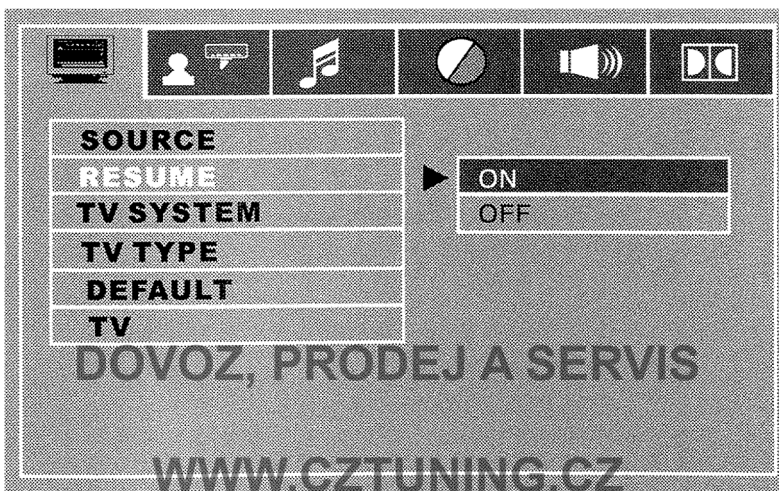 SOURCE
RESUME
ON
TV SYSTEM
OFF
TV TYPE
DEFAULT
TV
DOVOZ, PRODEJ A SERVIS
WWW.CZTUNING.CZ